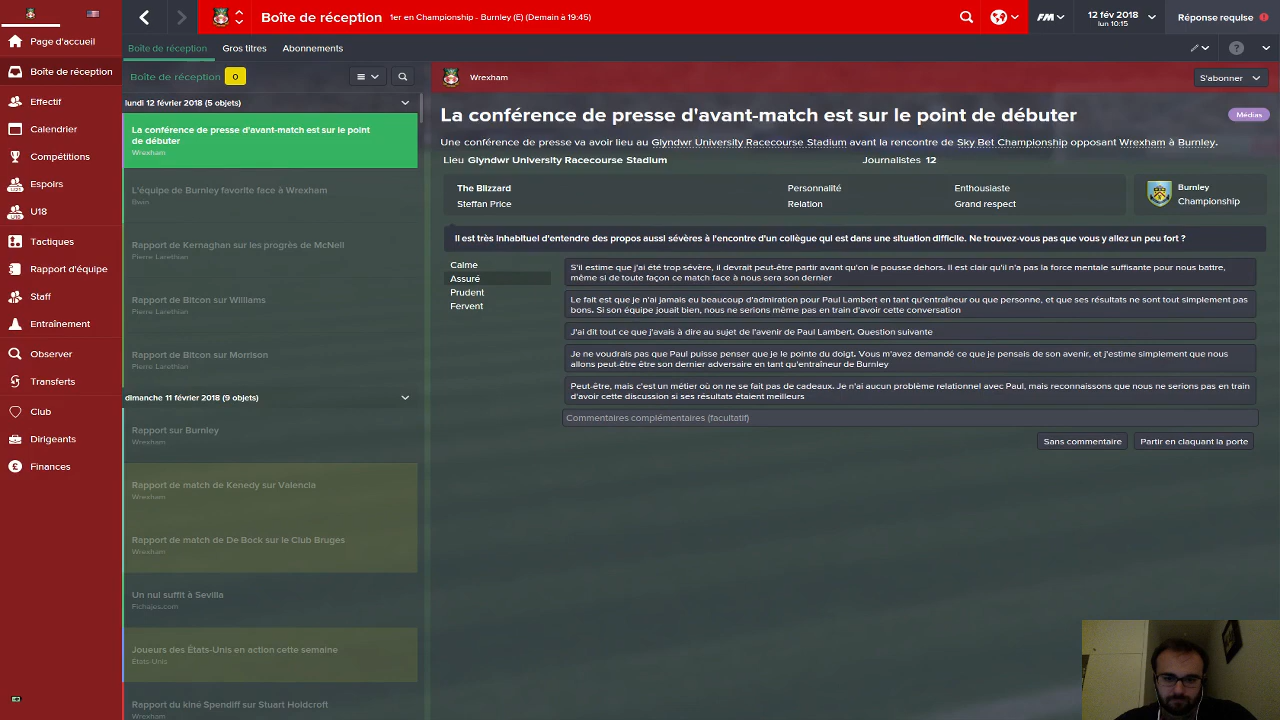 Page d'accueil
Boîte de réception
Effectif
Calendrier
Compétitions
Espoirs
U18
Tactiques
Rapport d'équipe
Staff
Entraînement
Observer
Transferts
Club
Dirigeants
Finances
Boîte de réception 1er en Championship - Burnley (E) (Demain à 19:45)
FM
12 fév 2018
lun 10:15
Réponse requise
Boîte de réception Gros titres Abonnements
Boîte de réception 0
lundi 12 février 2018 (5 objets)
La conférence de presse d'avant-match est sur le point
de débuter
Wrexham
L'équipe de Burnley favorite face à Wrexham
Bwin
Rapport de Kernaghan sur les progrès de McNeil
Pierre Larethian
Rapport de Bitcon sur Williams
Pierre Larethian
Rapport de Bitcon sur Morrison
Pierre Larethian
dimanche 11 février 2018 (9 objets)
Rapport sur Burnley
Wrexham
Rapport de match de Kenedy sur Valencia
Wrexham
Rapport de match de De Bock sur le Club Bruges
Wrexham
Un nul suffit à Sevilla
Fichajes.com
Joueurs des États-Unis en action cette semaine
États-Unis
Rapport du kiné Spendiff sur Stuart Holdcroft
Wrexham
Wrexham
S'abonner
La conférence de presse d'avant-match est sur le point de débuter
Médias
Une conférence de presse va avoir lieu au Glyndwr University Racecourse Stadium avant la rencontre de Sky Bet Championship opposant Wrexham à Burnley.
Lieu Glyndwr University Racecourse Stadium Journalistes 12
The Blizzard Personnalité Enthousiaste
Steffan Price Relation Grand respect
Burnley
Championship
Il est très inhabituel d'entendre des propos aussi sévères à l'encontre d'un collègue qui est dans une situation difficile. Ne trouvez-vous pas que vous y allez un peu fort ?
Calme
Assuré
Prudent
Fervent
S'il estime que j'ai été trop sévère, il devrait peut-être partir avant qu'on le pousse dehors. Il est clair qu'il n'a pas la force mentale suffisante pour nous battre,
même si de toute façon ce match face à nous sera son dernier
Le fait est que je n'ai jamais eu beaucoup d'admiration pour Paul Lambert en tant qu'entraîneur ou que personne, et que ses résultats ne sont tout simplement pas
bons. Si son équipe jouait bien, nous ne serions même pas en train d'avoir cette conversation
J'ai dit tout ce que j'avais à dire au sujet de l'avenir de Paul Lambert. Question suivante
Je ne voudrais pas que Paul puisse penser que je le pointe du doigt. Vous m'avez demandé ce que je pensais de son avenir, et j'estime simplement que nous
allons peut-être être son dernier adversaire en tant qu'entraîneur de Burnley
Peut-être, mais c'est un métier où on ne se fait pas de cadeaux. Je n'ai aucun problème relationnel avec Paul, mais reconnaissons que nous ne serions pas en train
d'avoir cette discussion si ses résultats étaient meilleurs
Commentaires complémentaires (facultatif)
Sans commentaire Partir en claquant la porte